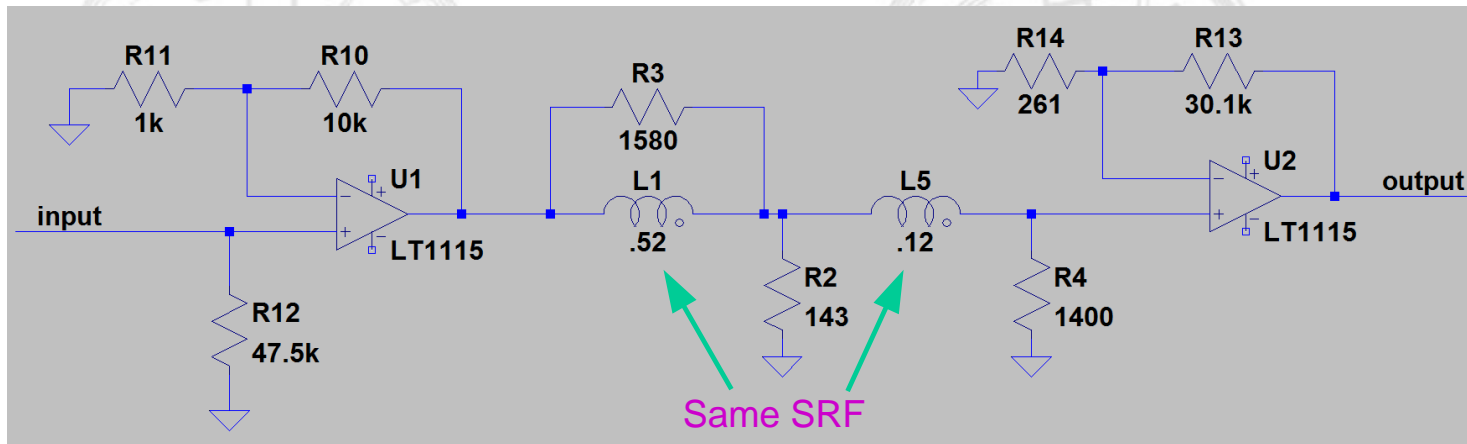 R11
1k
R10
10k
U1
LT1115
input
R12
47.5k
R3
1580
L1
.52
R2
143
L5
.12
R4
1400
R14
261
R13
30.1k
U2
LT1115
output
Same SRF